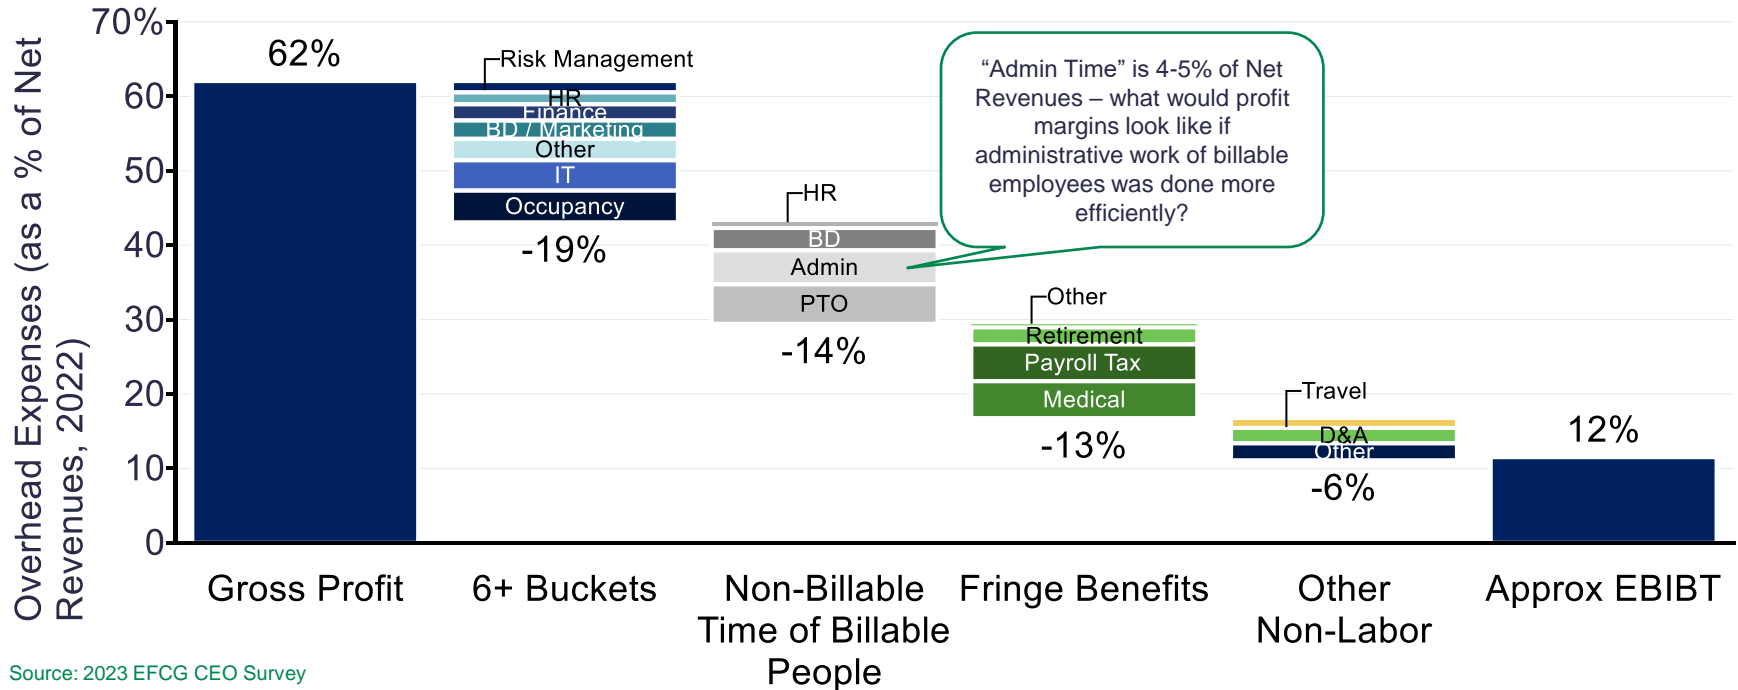 Overhead Expenses (as a % of Net
Revenues, 2022)
70%
60
50
40
30
20
10
0
62%
Risk Management
HR
Finance
BD / Marketing
Other
IT
Occupancy
-19%
HR
BD
Admin
PTO
-14%
“Admin Time” is 4-5% of Net
Revenues – what would profit
margins look like if
administrative work of billable
employees was done more
efficiently?
Other
Retirement
Payroll Tax
Medical
-13%
Travel
D&A
Other
-6%
12%
Gross Profit
6+ Buckets
Non-Billable
Time of Billable
People
Fringe Benefits
Other
Non-Labor
Approx EBIBT
Source: 2023 EFCG CEO Survey